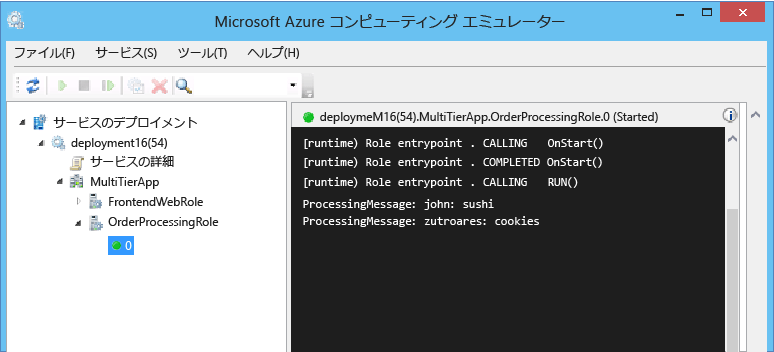 Microsoft Azure コンピューティング エミュレーター
ファイル(F) サービス(S) ツール(T) ヘルプ(H)
サービスのデプロイメント
deployment16(54)
サービスの詳細
MultiTierApp
FrontendWebRole
OrderProcessingRole
0
deploymeM16(54).MultiTierApp.OrderProcessingRole.0 (Started)
[runtime) Role entrypoint . CALLING OnStart()
[runtime) Role entrypoint . COMPLETED OnStart()
[runtime) Role entrypoint . CALLING RUN()
ProcessingMessage: john: sushi
ProcessingMessage: zutroares: cookies